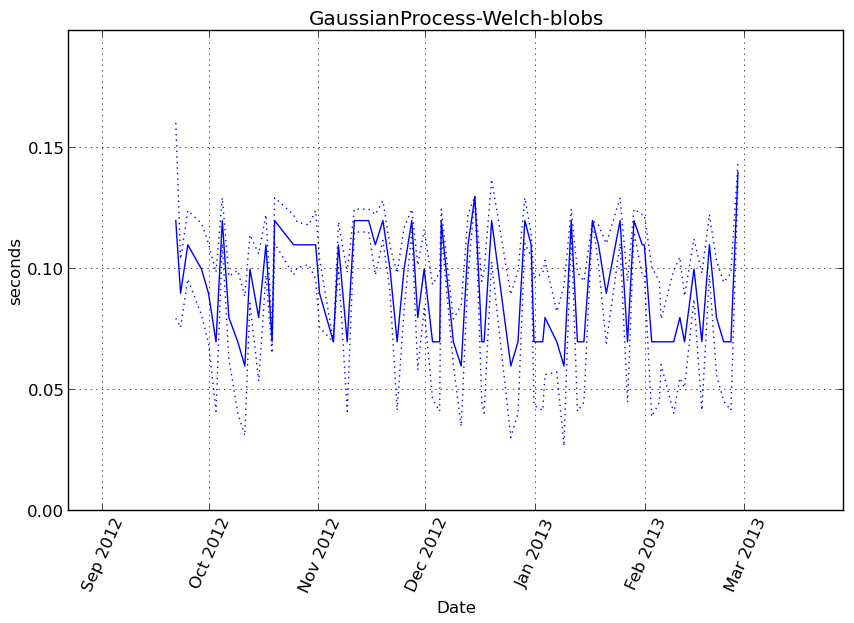 GaussianProcess-Welch-blobs
seconds
0.15
0.10
0.05
0.00
Sep 2012
Oct 2012
Nov 2012
Dec 2012
Jan 2013
Feb 2013
Mar 2013
Date